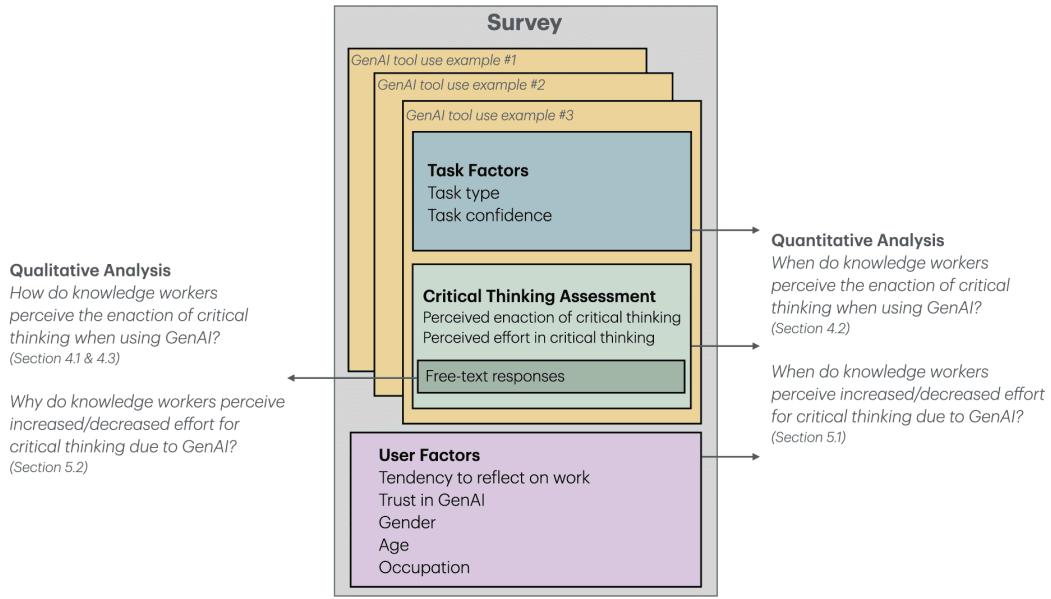 Survey
GenAI tool use example #1
GenAI tool use example #2
GenAI tool use example #3
Task Factors
Task type
Task confidence
Critical Thinking Assessment
Perceived enaction of critical thinking
Perceived effort in critical thinking
Free-text responses
User Factors
Tendency to reflect on work
Trust in GenAI
Gender
Age
Occupation
Qualitative Analysis
How do knowledge workers
perceive the enaction of critical
thinking when using GenAI?
(Section 4.1 & 4.3)
Why do knowledge workers perceive
increased/decreased effort for
critical thinking due to GenAI?
(Section 5.2)
Quantitative Analysis
When do knowledge workers
perceive the enaction of critical
thinking when using GenAI?
(Section 4.2)
When do knowledge workers
perceive increased/decreased effort
for critical thinking due to GenAI?
(Section 5.1)